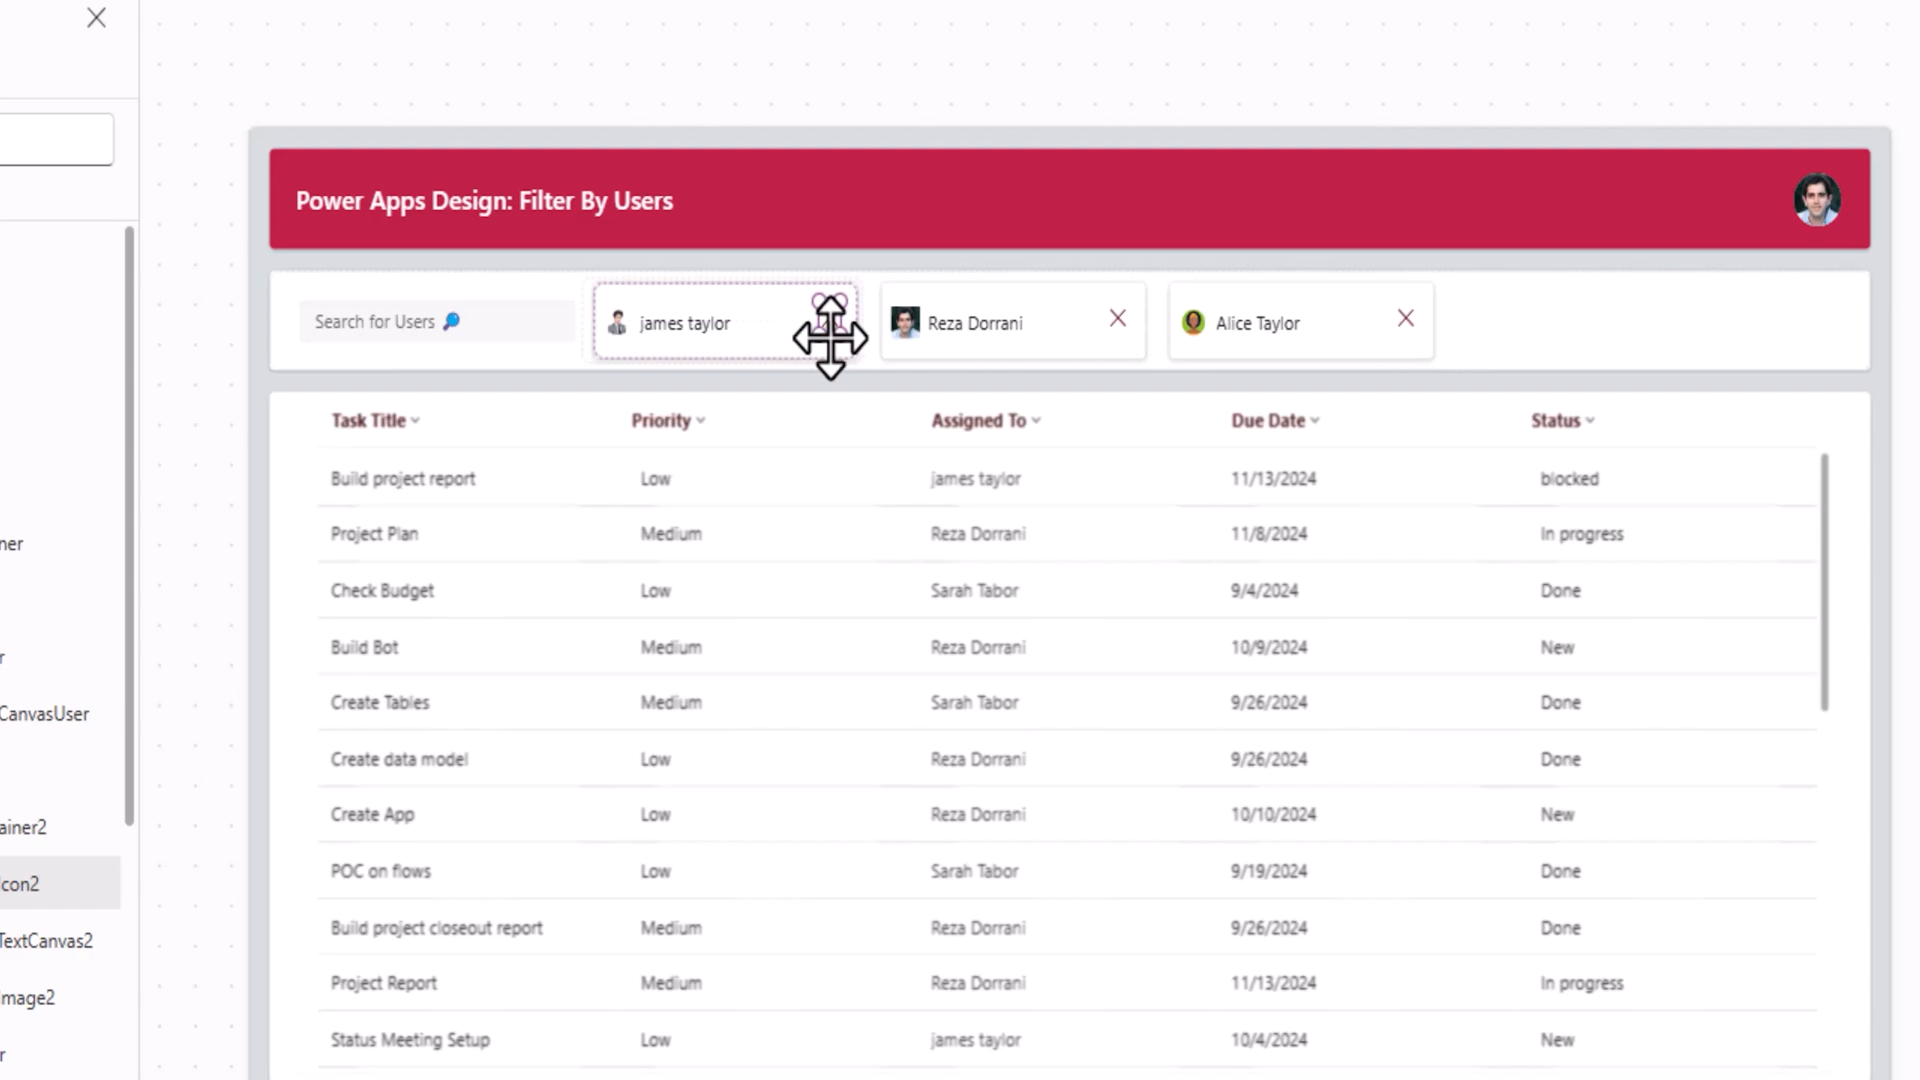 Power Apps Design: Filter By Users
Search for Users
james taylor
Reza Dorrani
Alice Taylor
Task Title Priority Assigned To Due Date Status
Build project report Low james taylor 11/13/2024 blocked
Project Plan Medium Reza Dorrani 11/8/2024 In progress
Check Budget Low Sarah Tabor 9/4/2024 Done
Build Bot Medium Reza Dorrani 10/9/2024 New
Create Tables Medium Sarah Tabor 9/26/2024 Done
Create data model Low Reza Dorrani 9/26/2024 Done
Create App Low Reza Dorrani 10/10/2024 New
POC on flows Low Sarah Tabor 9/19/2024 Done
Build project closeout report Medium Reza Dorrani 9/26/2024 Done
Project Report Medium Reza Dorrani 11/13/2024 In progress
Status Meeting Setup Low james taylor 10/4/2024 New
ner
r
CanvasUser
ainer2
con2
TextCanvas2
mage2
r